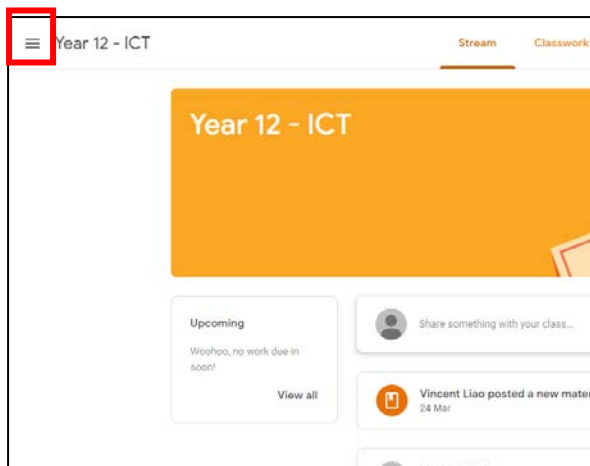 Year 12 - ICT
Stream Classwork
Year 12 - ICT
Upcoming
Woohoo, no work due in
soon!
View all
Share something with your class...
Vincent Liao posted a new mater
24 Mar